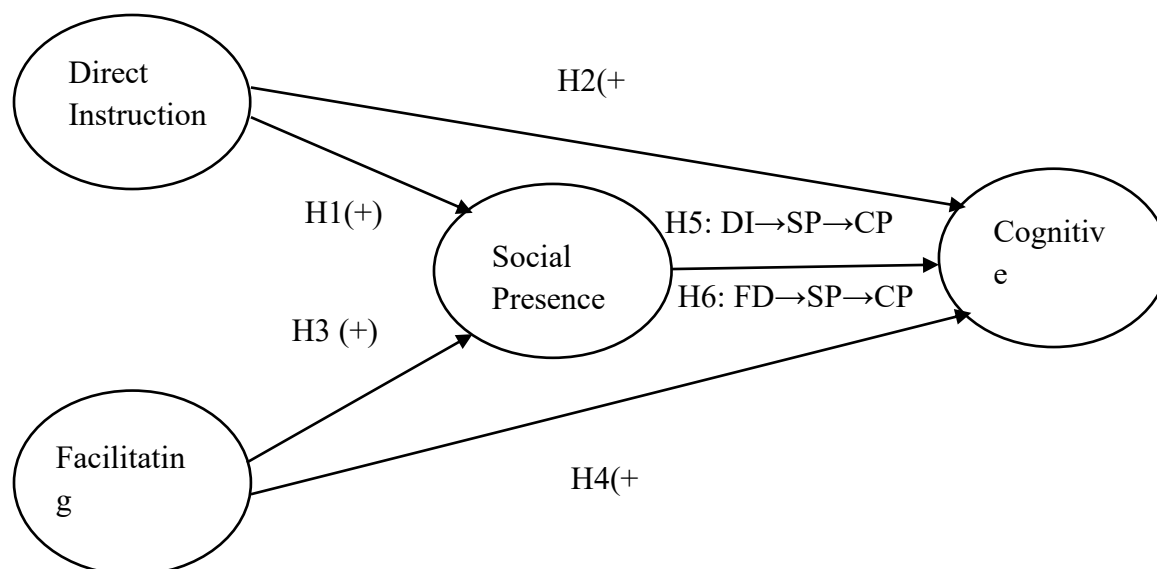 Direct
Instruction
H2(+
H1(+)
Social
Presence
H5: DI→SP→CP
H6: FD→SP→CP
Cognitiv
e
H3 (+)
Facilitatin
g
H4(+